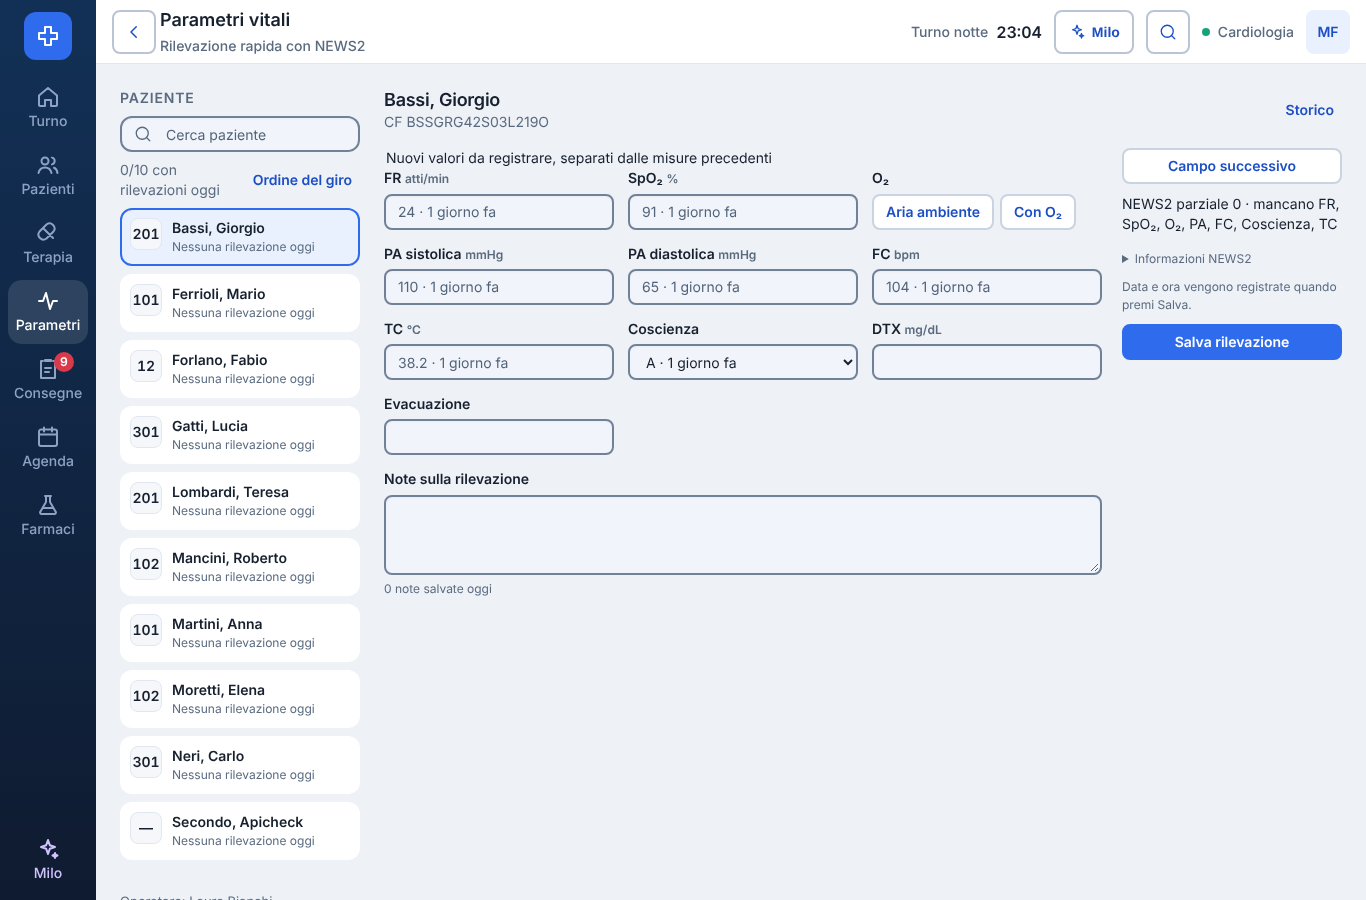 Parametri vitali
Rilevazione rapida con NEWS2
Turno notte 23:04
Milo
Cardiologia
MF
Turno
Pazienti
Terapia
Parametri
9
Consegne
Agenda
Farmaci
Milo
PAZIENTE
Cerca paziente
0/10 con
rilevazioni oggi
Ordine del giro
201 Bassi, Giorgio
Nessuna rilevazione oggi
101 Ferrioli, Mario
Nessuna rilevazione oggi
12 Forlano, Fabio
Nessuna rilevazione oggi
301 Gatti, Lucia
Nessuna rilevazione oggi
201 Lombardi, Teresa
Nessuna rilevazione oggi
102 Mancini, Roberto
Nessuna rilevazione oggi
101 Martini, Anna
Nessuna rilevazione oggi
102 Moretti, Elena
Nessuna rilevazione oggi
301 Neri, Carlo
Nessuna rilevazione oggi
— Secondo, Apicheck
Nessuna rilevazione oggi
Bassi, Giorgio
CF BSSGRG42S03L219O
Storico
Nuovi valori da registrare, separati dalle misure precedenti
FR atti/min
24 · 1 giorno fa
SpO₂ %
91 · 1 giorno fa
O₂
Aria ambiente
Con O₂
PA sistolica mmHg
110 · 1 giorno fa
PA diastolica mmHg
65 · 1 giorno fa
FC bpm
104 · 1 giorno fa
TC °C
38.2 · 1 giorno fa
Coscienza
A · 1 giorno fa
DTX mg/dL
Evacuazione
Note sulla rilevazione
0 note salvate oggi
Campo successivo
NEWS2 parziale 0 · mancano FR,
SpO₂, O₂, PA, FC, Coscienza, TC
Informazioni NEWS2
Data e ora vengono registrate quando
premi Salva.
Salva rilevazione